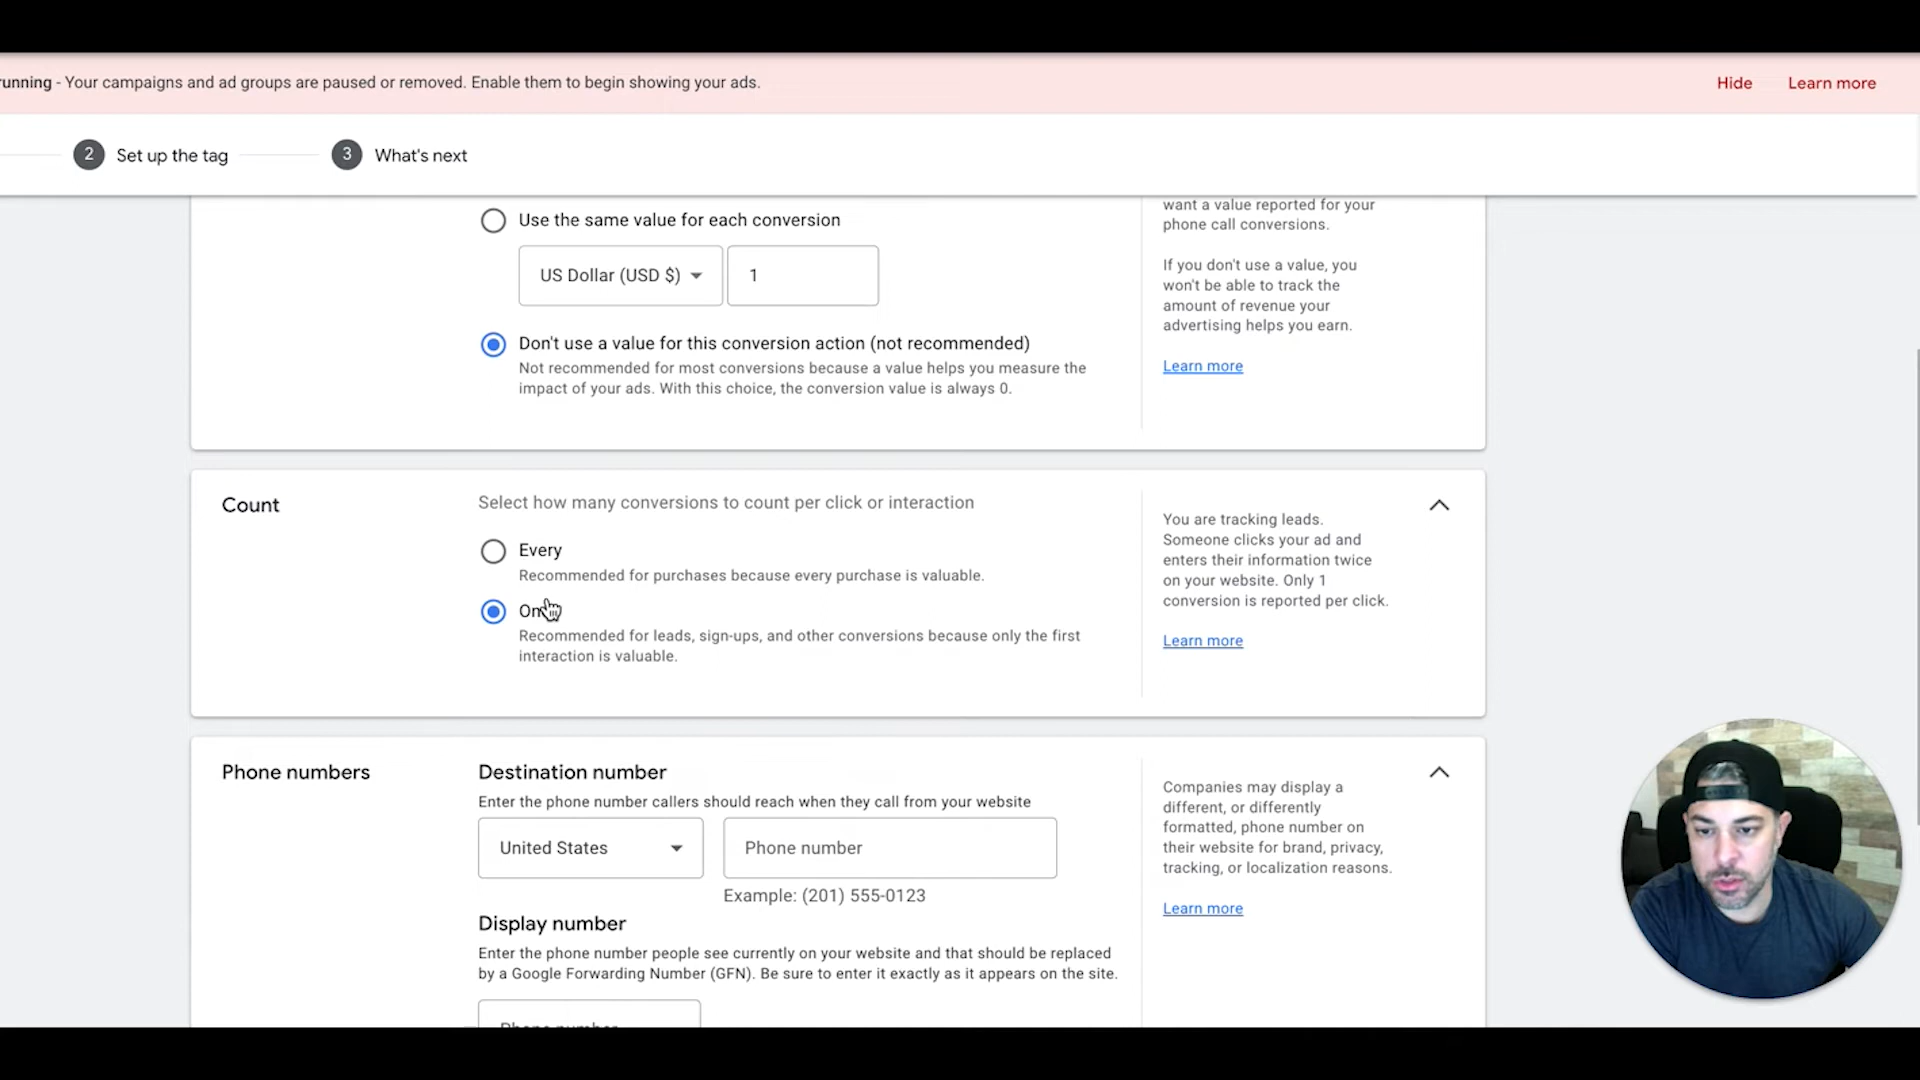 running - Your campaigns and ad groups are paused or removed. Enable them to begin showing your ads.
Hide
Learn more
2 Set up the tag
3 What's next
Use the same value for each conversion
US Dollar (USD $)
1
Don't use a value for this conversion action (not recommended)
Not recommended for most conversions because a value helps you measure the
impact of your ads. With this choice, the conversion value is always 0.
want a value reported for your
phone call conversions.
If you don't use a value, you
won't be able to track the
amount of revenue your
advertising helps you earn.
Learn more
Count
Select how many conversions to count per click or interaction
Every
Recommended for purchases because every purchase is valuable.
Recommended for leads, sign-ups, and other conversions because only the first
interaction is valuable.
You are tracking leads.
Someone clicks your ad and
enters their information twice
on your website. Only 1
conversion is reported per click.
Learn more
Phone numbers
Destination number
Enter the phone number callers should reach when they call from your website
United States
Phone number
Example: (201) 555-0123
Display number
Enter the phone number people see currently on your website and that should be replaced
by a Google Forwarding Number (GFN). Be sure to enter it exactly as it appears on the site.
Phone number
Companies may display a
different, or differently
formatted, phone number on
their website for brand, privacy,
tracking, or localization reasons.
Learn more